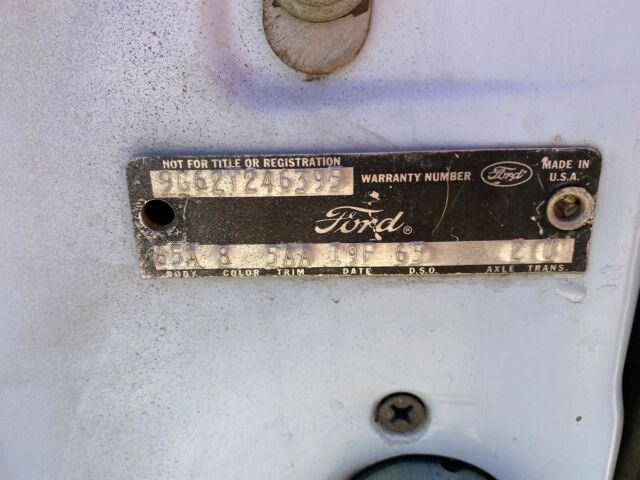 NOT FOR TITLE OR REGISTRATION
9G62Y246395 WARRANTY NUMBER Ford MADE IN U.S.A.
Ford®
65A 8 5AA 19F 65 2 U
BODY COLOR TRIM DATE D.S.O. AXLE TRANS.